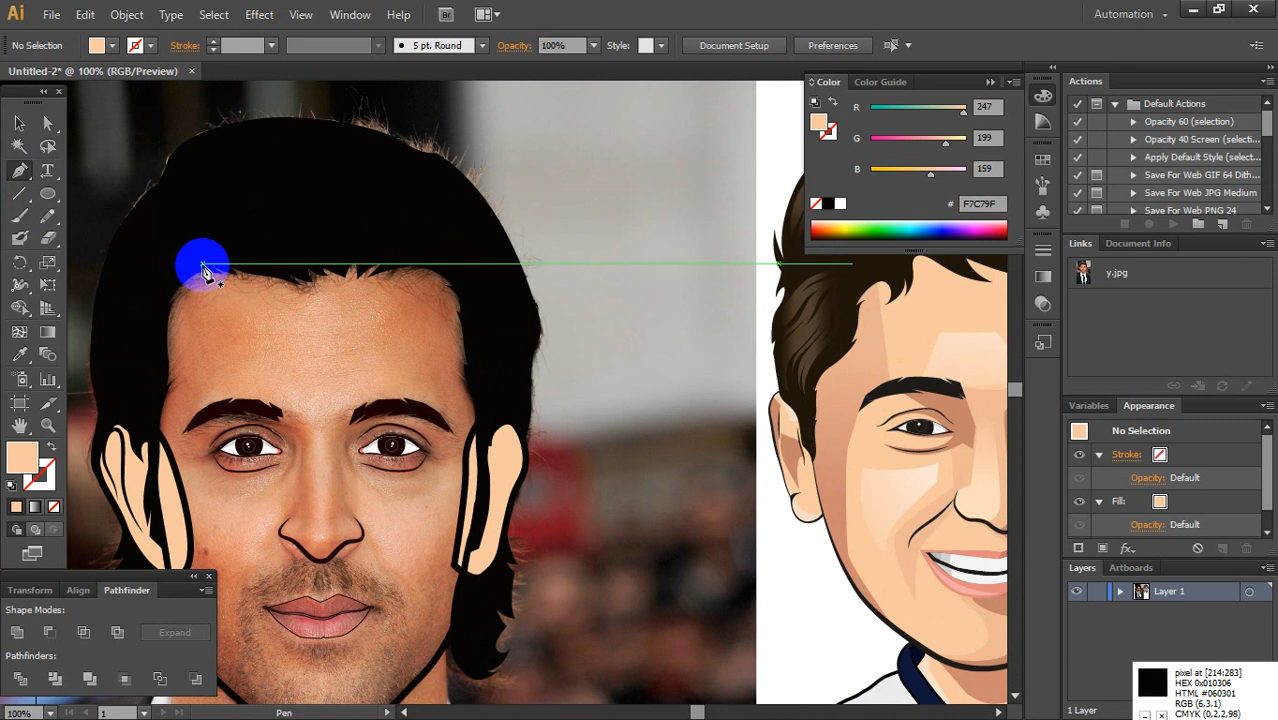 Ai File Edit Object Type Select Effect View Window Help Br Automation
No Selection Stroke: 5 pt. Round Opacity: 100% Style: Document Setup Preferences
Untitled-2* @ 100% (RGB/Preview) ×
Color Color Guide
R 247
G 199
B 159
# F7C79F
Actions
Default Actions
Opacity 60 (selection)
Opacity 40 Screen (selecti...
Apply Default Style (select...
Save For Web GIF 64 Dith...
Save For Web JPG Medium
Save For Web PNG 24
Links Document Info
y.jpg
Variables Appearance
No Selection
Stroke:
Opacity: Default
Fill:
Opacity: Default
fx
Layers Artboards
Layer 1
1 Layer
Transform Align Pathfinder
Shape Modes:
Expand
Pathfinders:
100% 1 Pen
pixel at [214:283]
HEX 0x010306
HTML #060301
RGB (6,3,1)
CMYK (0,2,2,98)